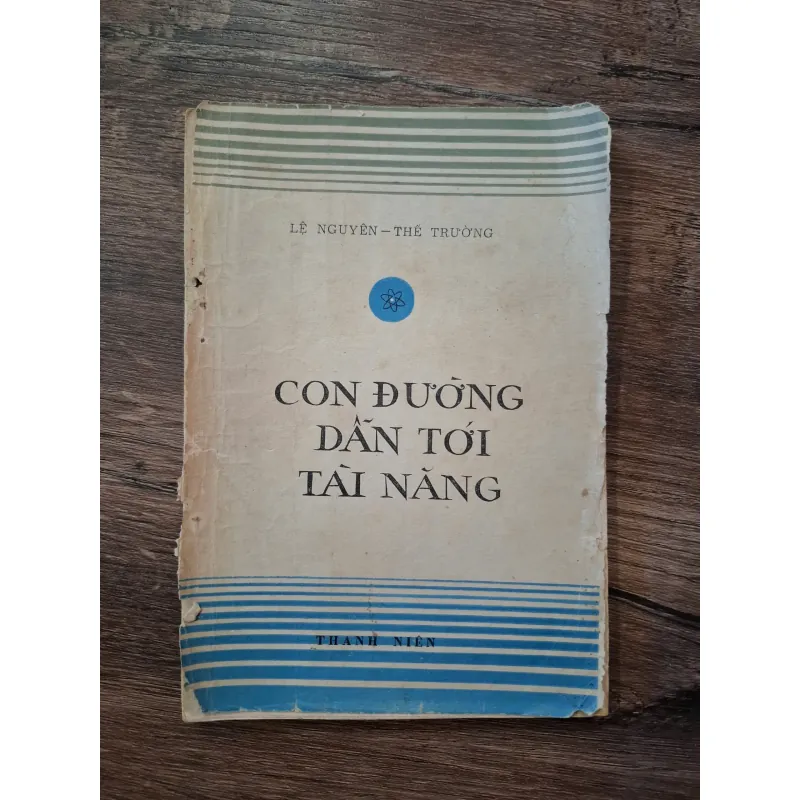 LỆ NGUYÊN — THẾ TRƯỜNG
CON ĐƯỜNG
DẪN TỚI
TÀI NĂNG
THANH NIÊN